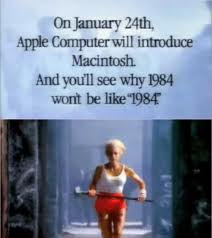 On January 24th,
Apple Computer will introduce
Macintosh.
And you'll see why 1984
won't be like "1984."